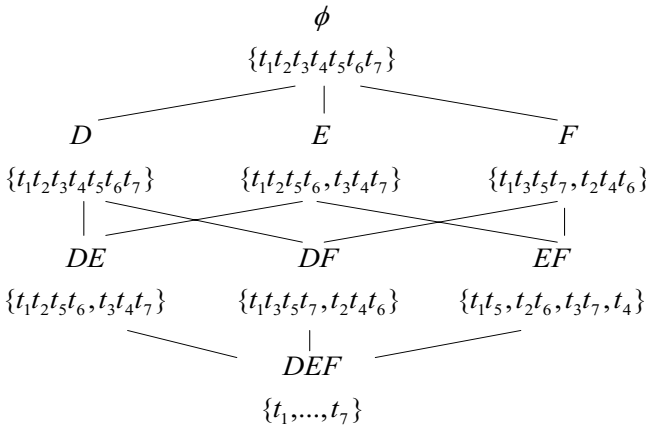 ϕ
{t₁t₂t₃t₄t₅t₆t₇}
D E F
{t₁t₂t₃t₄t₅t₆t₇} {t₁t₂t₅t₆, t₃t₄t₇} {t₁t₃t₅t₇, t₂t₄t₆}
DE DF EF
{t₁t₂t₅t₆, t₃t₄t₇} {t₁t₃t₅t₇, t₂t₄t₆} {t₁t₅, t₂t₆, t₃t₇, t₄}
DEF
{t₁,...,t₇}